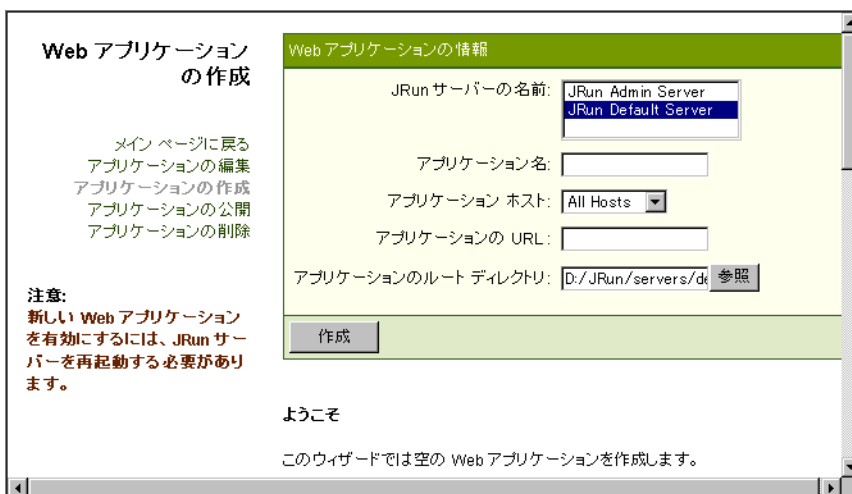 Web アプリケーション
の作成
メイン ページに戻る
アプリケーションの編集
アプリケーションの作成
アプリケーションの公開
アプリケーションの削除
注意:
新しい Web アプリケーション
を有効にするには、JRun サー
バーを再起動する必要があり
ます。
Web アプリケーションの情報
JRun サーバーの名前:
JRun Admin Server
JRun Default Server
アプリケーション名:
アプリケーション ホスト: All Hosts
アプリケーションの URL:
アプリケーションのルート ディレクトリ: D:/JRun/servers/de 参照
作成
ようこそ
このウィザードでは空の Web アプリケーションを作成します。